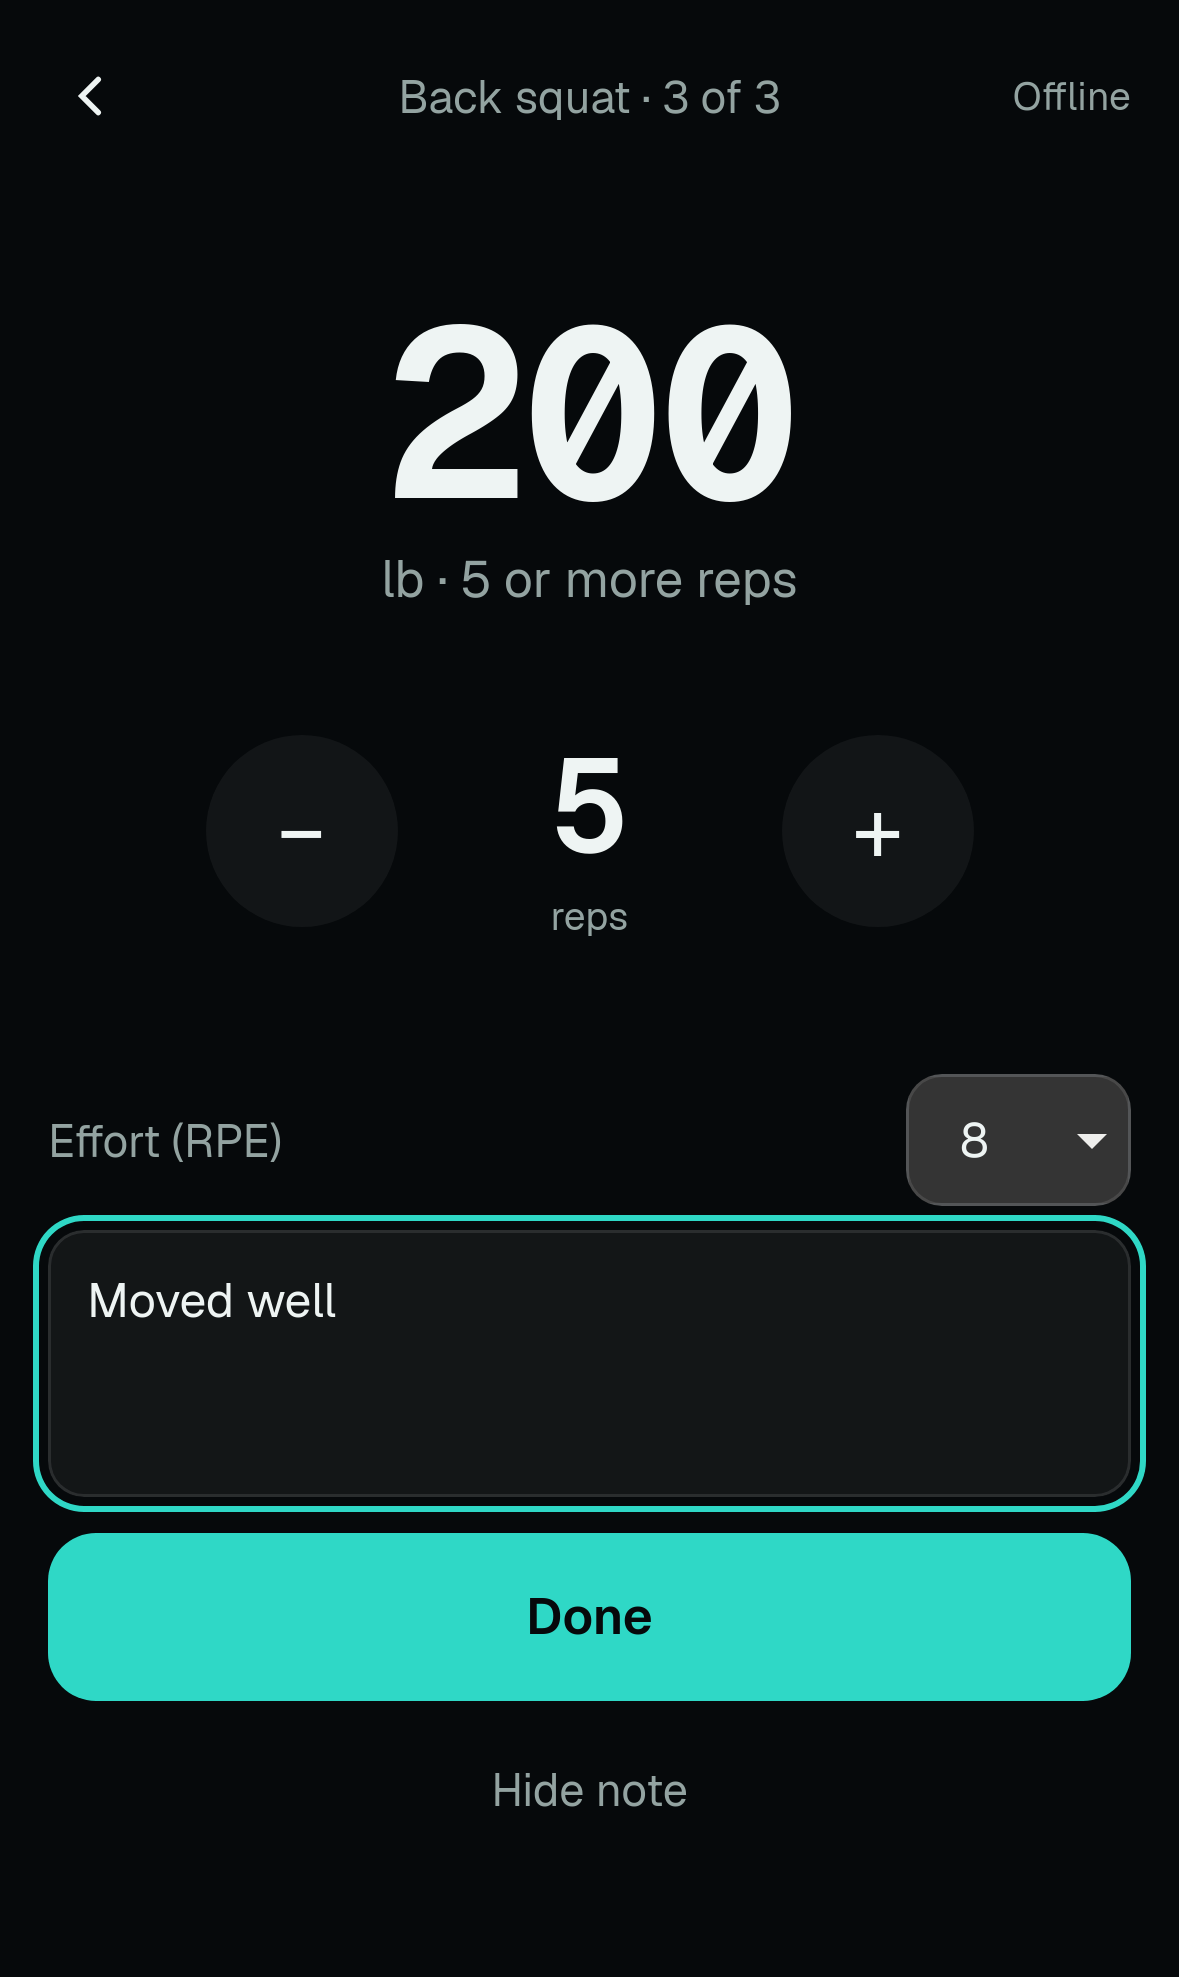 Back squat · 3 of 3
Offline
200
lb · 5 or more reps
− 5 +
reps
Effort (RPE)
8
Moved well
Done
Hide note